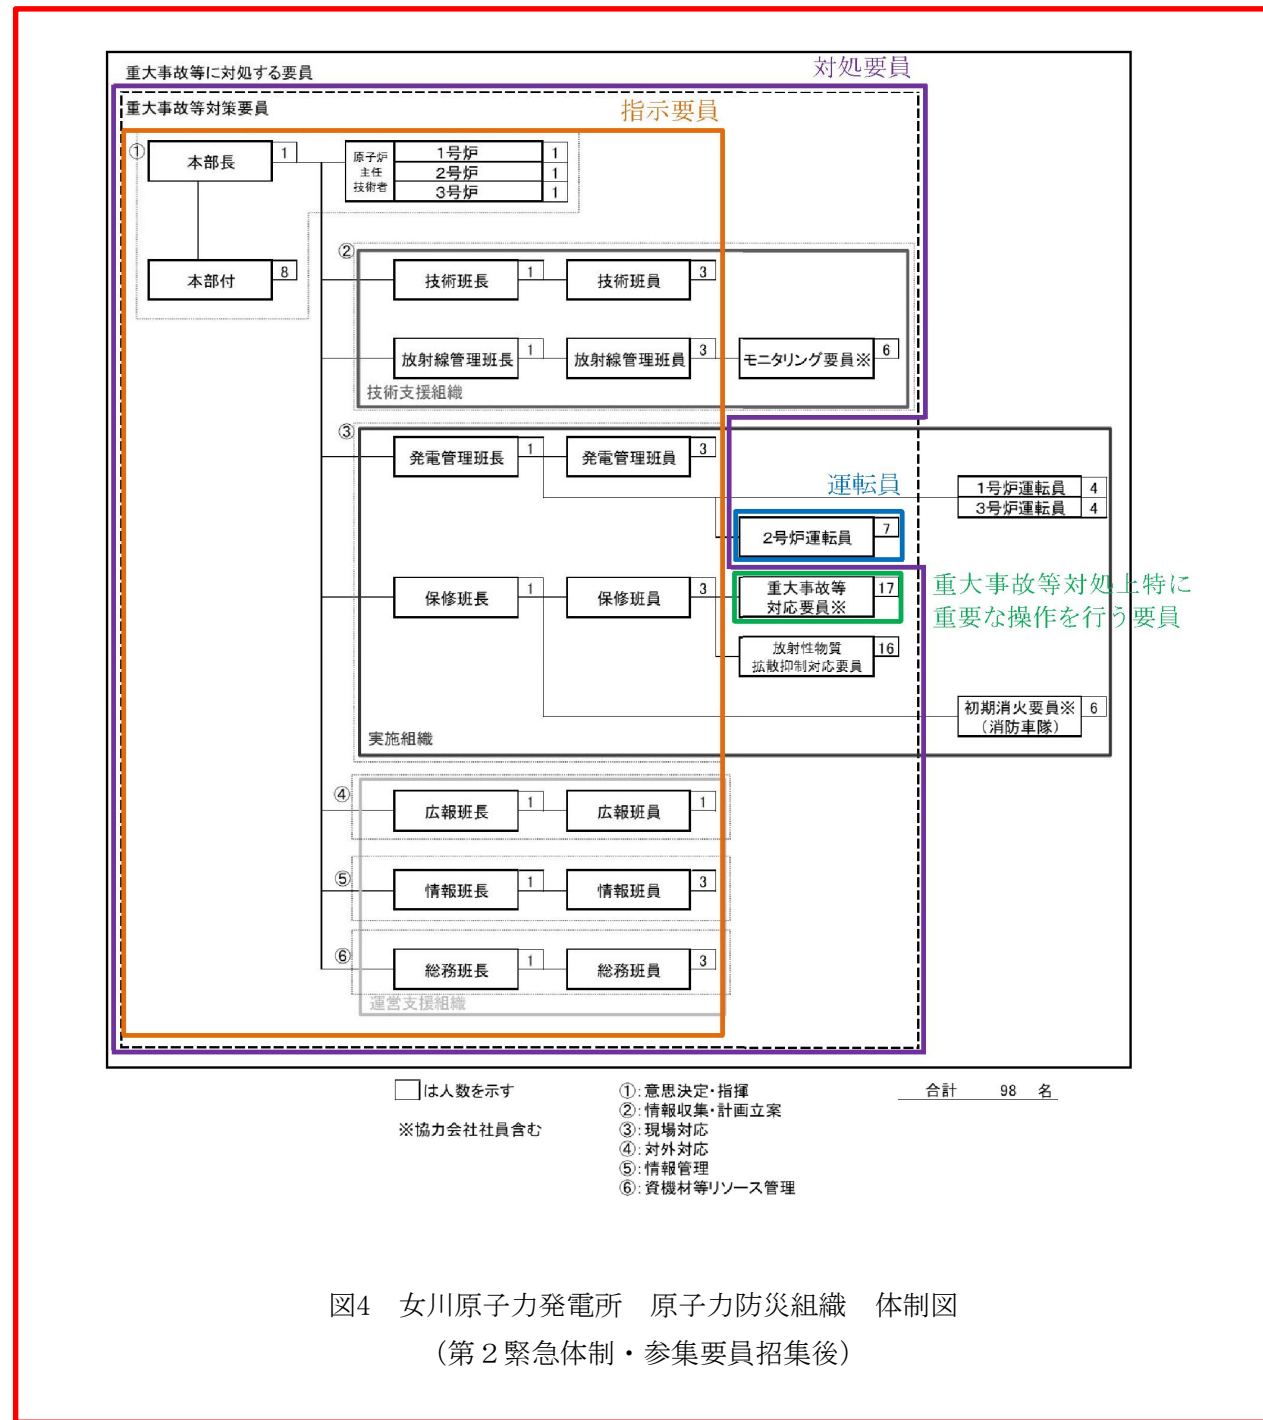 重大事故等に対処する要員
対処要員
重大事故等対策要員
指示要員
①
本部長
1
原子炉
主任
技術者
1号炉
1
2号炉
1
3号炉
1
本部付
8
②
技術班長
1
技術班員
3
放射線管理班長
1
放射線管理班員
3
モニタリング要員※
6
技術支援組織
③
発電管理班長
1
発電管理班員
3
運転員
1号炉運転員
4
3号炉運転員
4
2号炉運転員
7
保修班長
1
保修班員
3
重大事故等
対応要員※
17
重大事故等対処上特に
重要な操作を行う要員
放射性物質
拡散抑制対応要員
16
初期消火要員※
(消防車隊)
6
実施組織
④
広報班長
1
広報班員
1
⑤
情報班長
1
情報班員
3
⑥
総務班長
1
総務班員
3
運営支援組織
は人数を示す
※協力会社社員含む
①:意思決定・指揮
②:情報収集・計画立案
③:現場対応
④:対外対応
⑤:情報管理
⑥:資機材等リソース管理
合計 98 名
図4 女川原子力発電所 原子力防災組織 体制図
(第2緊急体制・参集要員招集後)